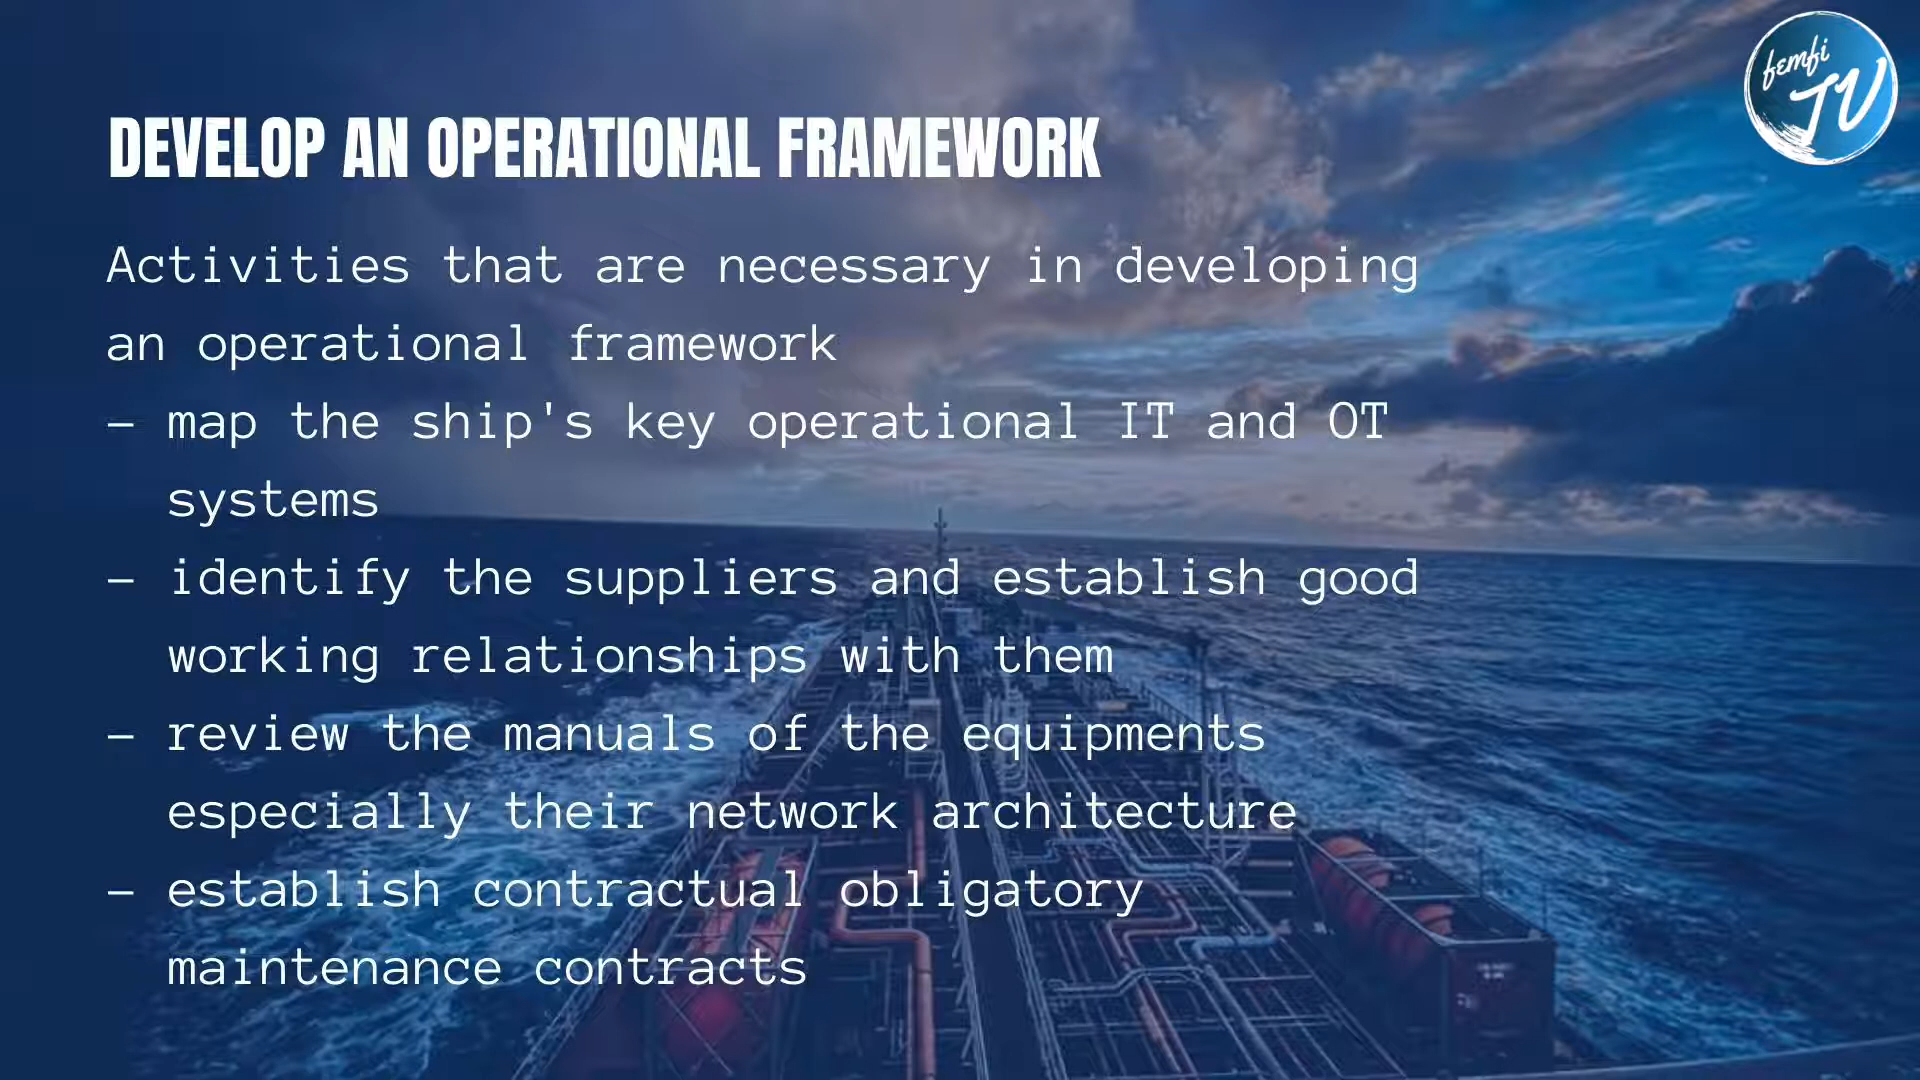 femfi
TV
DEVELOP AN OPERATIONAL FRAMEWORK
Activities that are necessary in developing
an operational framework
- map the ship's key operational IT and OT
systems
- identify the suppliers and establish good
working relationships with them
- review the manuals of the equipments
especially their network architecture
- establish contractual obligatory
maintenance contracts